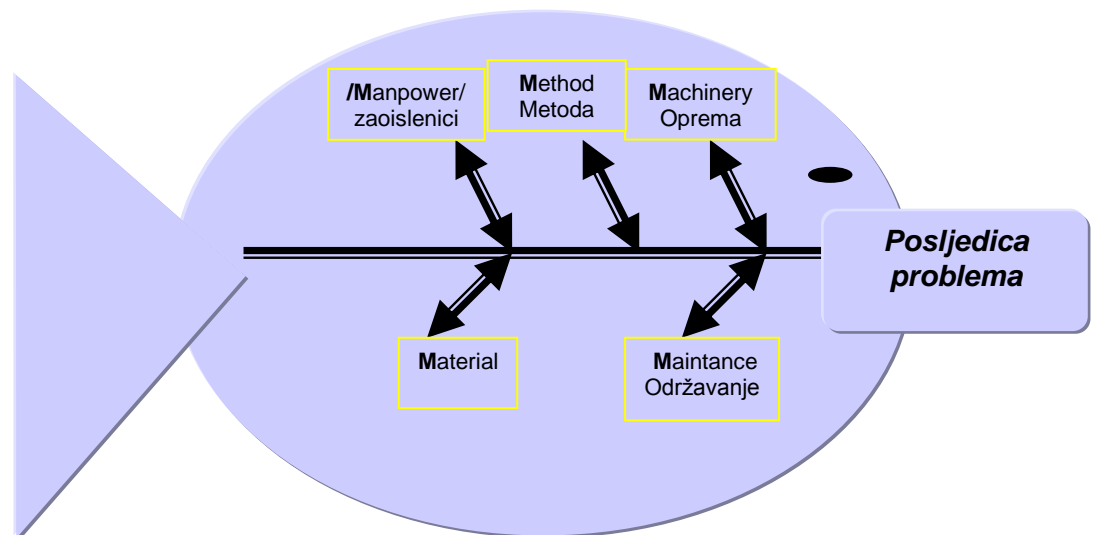 /Manpower/
zaoislenici
Method
Metoda
Machinery
Oprema
Posljedica
problema
Material
Maintance
Održavanje